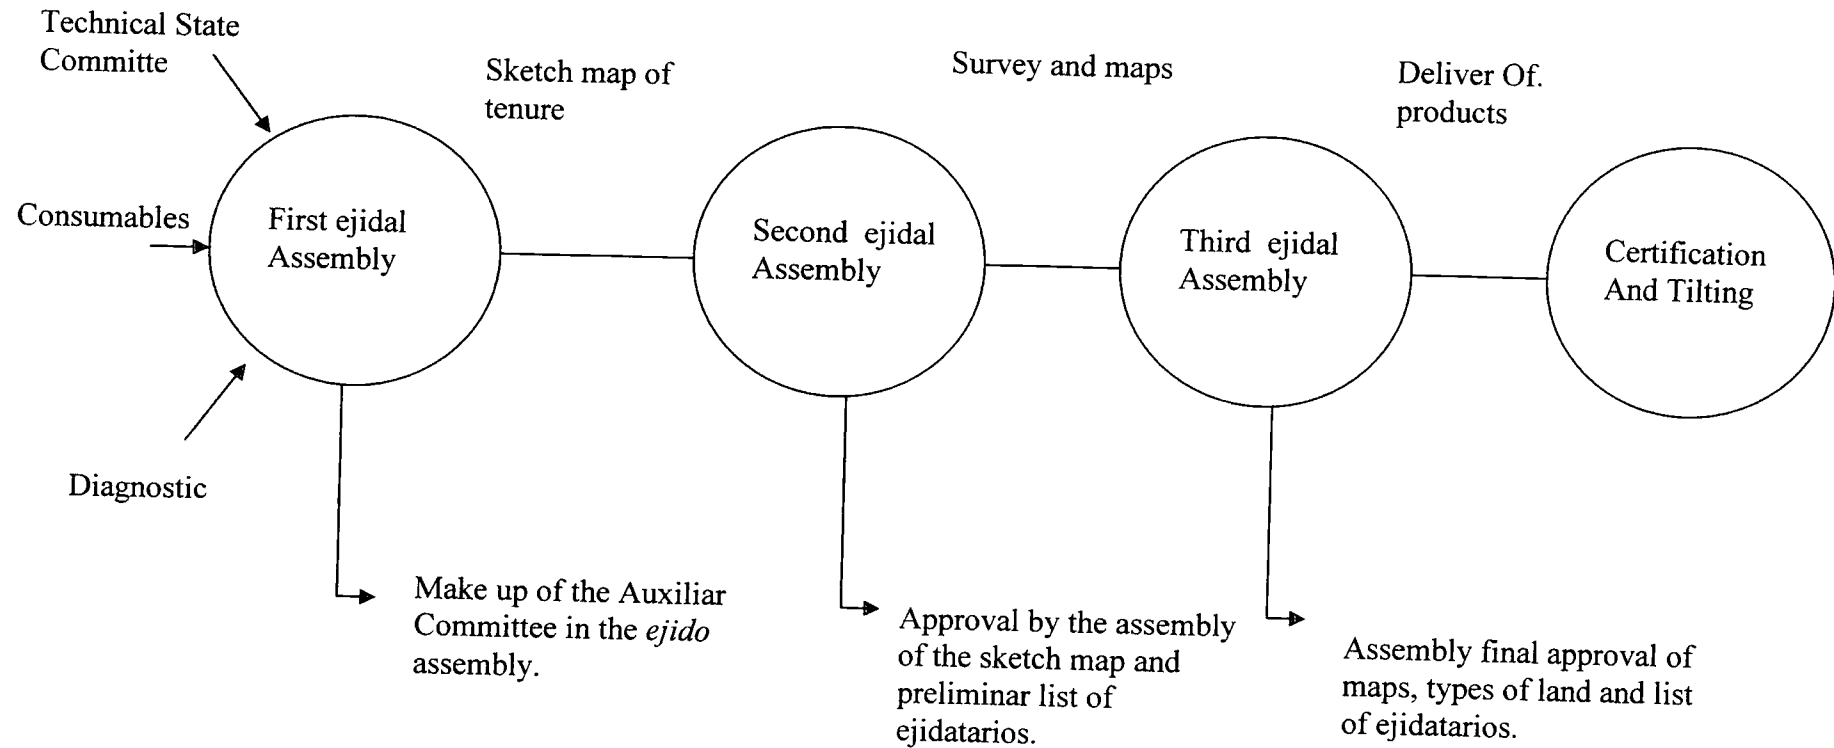 Technical State
Committe
Sketch map of
tenure
Survey and maps
Deliver Of.
products
Consumables
First ejidal
Assembly
Second ejidal
Assembly
Third ejidal
Assembly
Certification
And Tilting
Diagnostic
Make up of the Auxiliar
Committee in the ejido
assembly.
Approval by the assembly
of the sketch map and
preliminar list of
ejidatarios.
Assembly final approval of
maps, types of land and list
of ejidatarios.